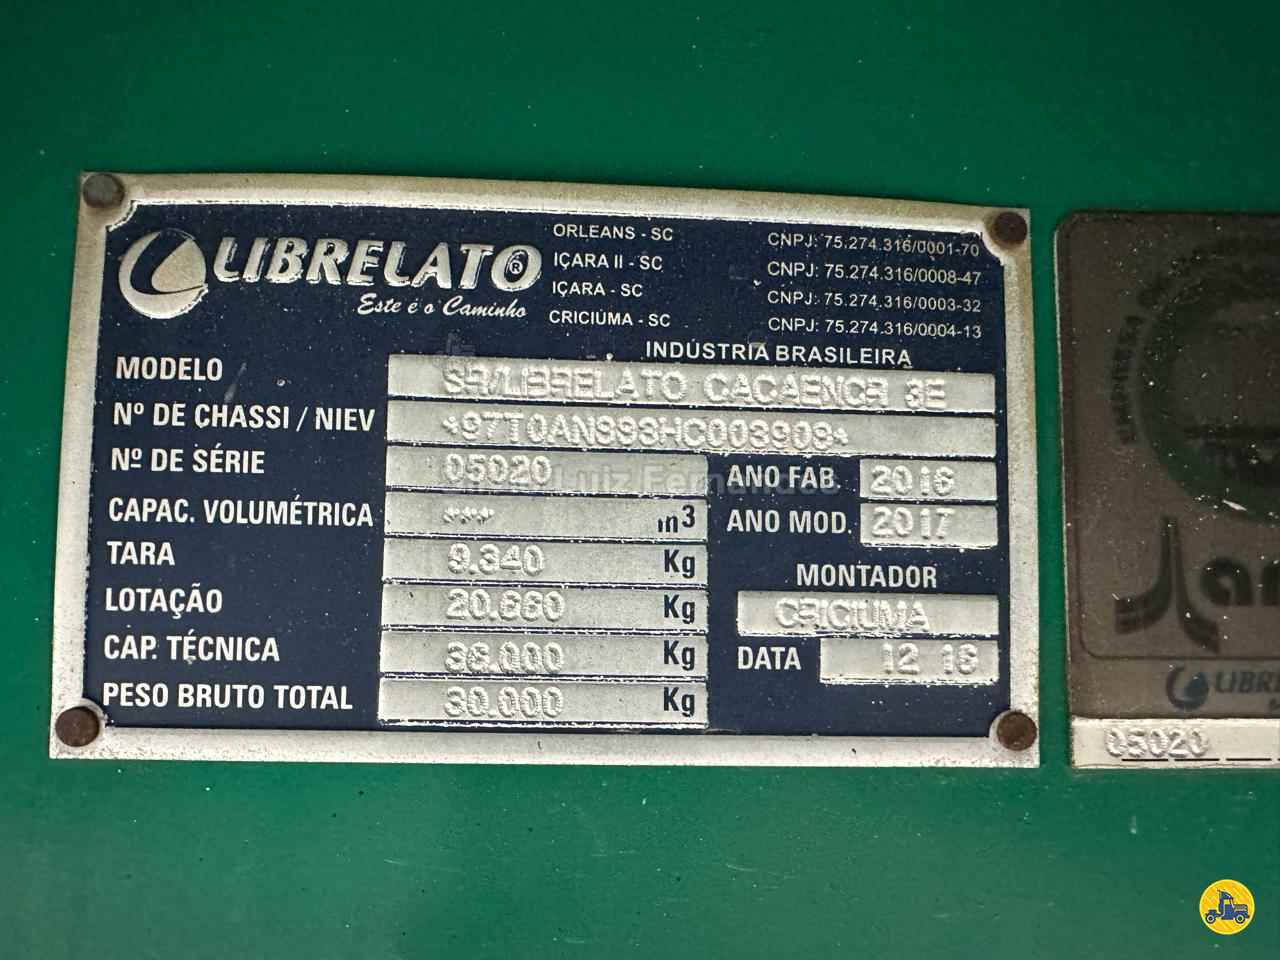 LIBRELATO ®
Este é o Caminho
ORLEANS - SC CNPJ: 75.274.316/0001-70
IÇARA II - SC CNPJ: 75.274.316/0008-47
IÇARA - SC CNPJ: 75.274.316/0003-32
CRICIÚMA - SC CNPJ: 75.274.316/0004-13
INDÚSTRIA BRASILEIRA
MODELO SR/LIBRELATO CACAENCR 3E
Nº DE CHASSI / NIEV
Nº DE SÉRIE 05020 ANO FAB. 2016
CAPAC. VOLUMÉTRICA *** m3 ANO MOD. 2017
TARA 9.340 Kg
MONTADOR
LOTAÇÃO 20.660 Kg CRICIUMA
CAP. TÉCNICA 36.000 Kg DATA 12 16
PESO BRUTO TOTAL 30.000 Kg
Luiz Fernandes
05020